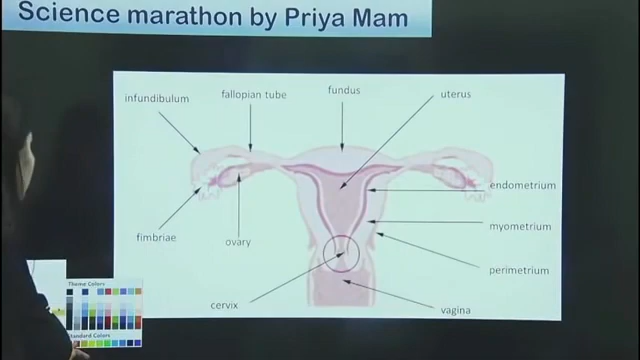 Science marathon by Priya Mam
infundibulum
fallopian tube
fundus
uterus
endometrium
myometrium
perimetrium
fimbriae
ovary
cervix
vagina
Theme Colors
Standard Colors